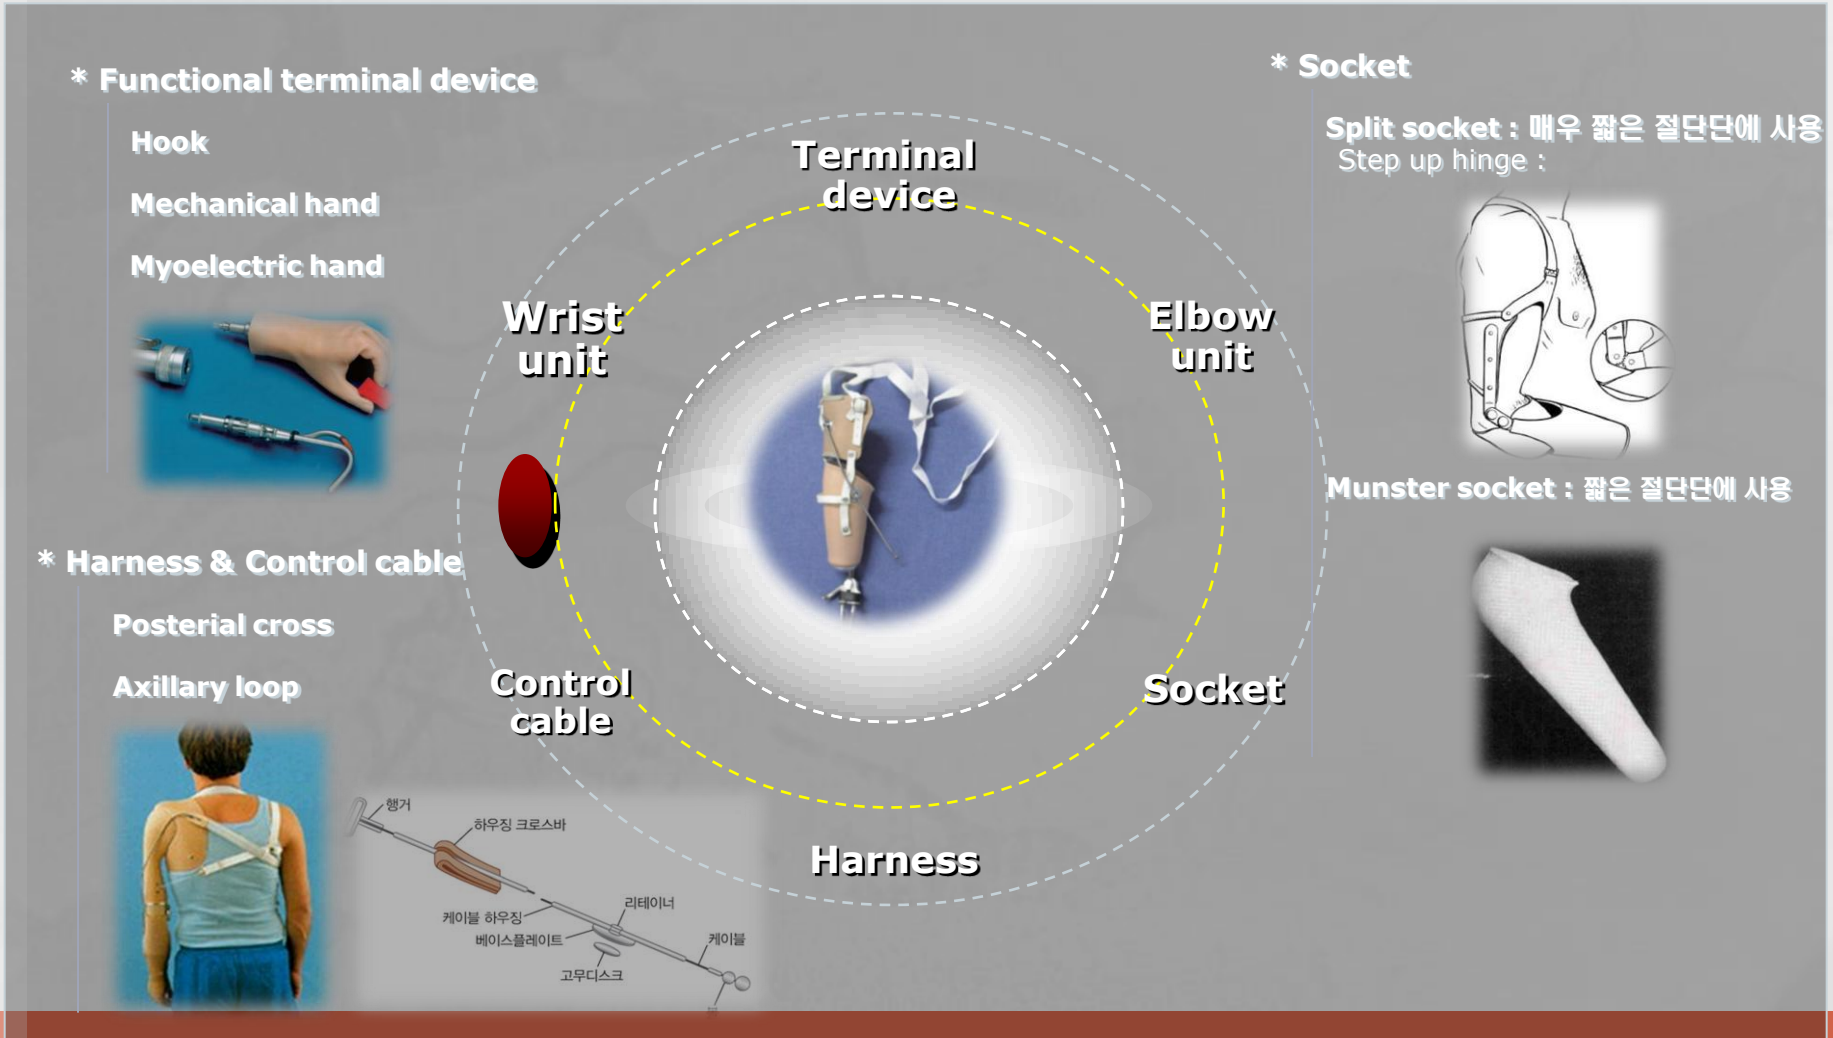 * Functional terminal device
Hook
Mechanical hand
Myoelectric hand
* Harness & Control cable
Posterial cross
Axillary loop
행거
하우징 크로스바
케이블 하우징
리테이너
베이스플레이트
케이블
고무디스크
볼
Terminal
device
Wrist
unit
Elbow
unit
Control
cable
Socket
Harness
* Socket
Split socket : 매우 짧은 절단단에 사용
Step up hinge :
Munster socket : 짧은 절단단에 사용